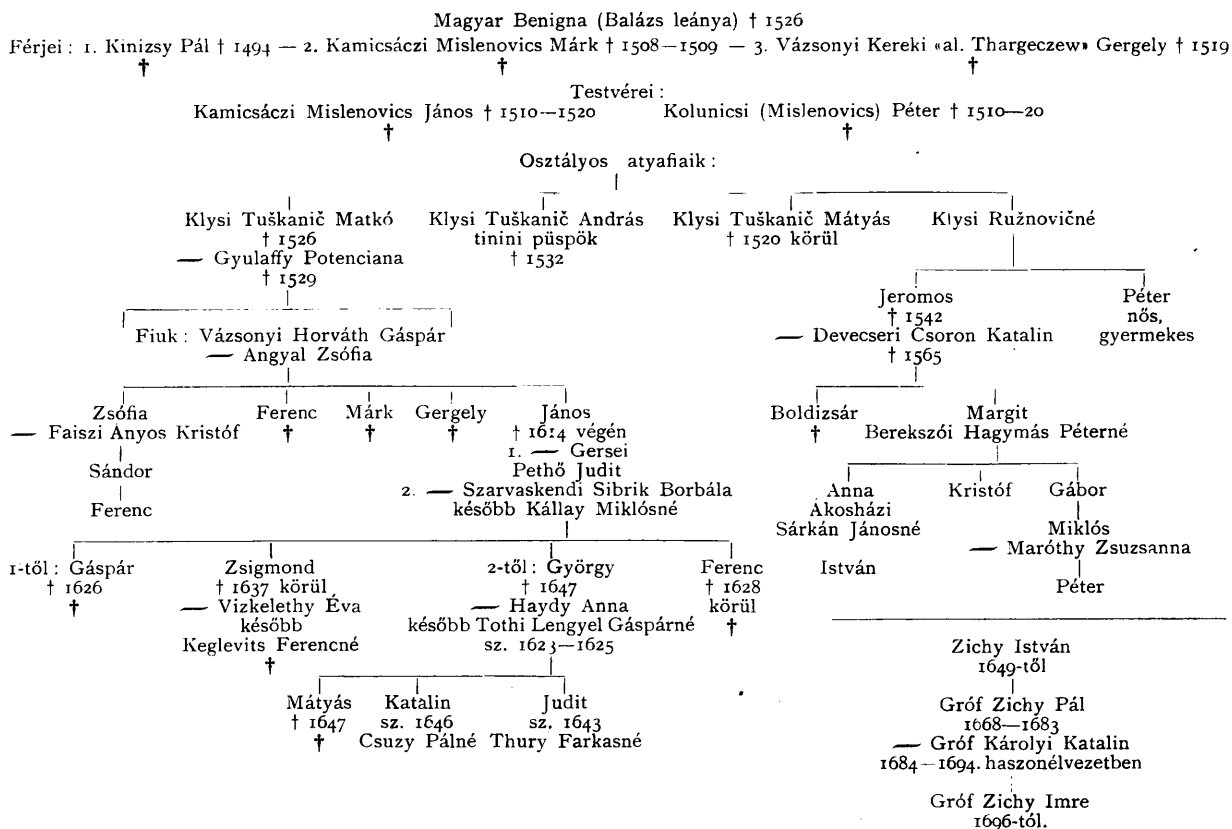 Magyar Benigna (Balázs leánya) † 1526
Férjei : 1. Kinizsy Pál † 1494 — 2. Kamicsáczi Mislenovics Márk † 1508—1509 — 3. Vázsonyi Kereki «al. Thargeczew» Gergely † 1519
† † †
Testvérei :
Kamicsáczi Mislenovics János † 1510—1520 Kolunicsi (Mislenovics) Péter † 1510—20
† †
Osztályos atyafiaik :
Klysi Tuškanič Matkó Klysi Tuškanič András Klysi Tuškanič Mátyás Klysi Ružnovičné
† 1526 tinini püspök † 1520 körül
— Gyulaffy Potenciana † 1532
† 1529
Jeromos Péter
† 1542 nős,
— Devecseri Csoron Katalin gyermekes
† 1565
Fiuk : Vázsonyi Horváth Gáspár
— Angyal Zsófia
Zsófia Ferenc Márk Gergely János Boldizsár Margit
— Faiszi Ányos Kristóf † † † † 1614 végén † Berekszói Hagymás Péterné
1. — Gersei
Sándor Pethő Judit
2. — Szarvaskendi Sibrik Borbála Anna Kristóf Gábor
Ferenc később Kállay Miklósné Ákosházi
Sárkán Jánosné Miklós
— Maróthy Zsuzsanna
1-től : Gáspár Zsigmond 2-től : György Ferenc István Péter
† 1626 † 1637 körül † 1647 † 1628
† — Vizkelethy Éva — Haydy Anna körül
később később Tothi Lengyel Gáspárné †
Keglevits Ferencné sz. 1623—1625
†
Zichy István
1649-től
Mátyás Katalin Judit Gróf Zichy Pál
† 1647 sz. 1646 sz. 1643 1668—1683
† Csuzy Pálné Thury Farkasné — Gróf Károlyi Katalin
1684—1694. haszonélvezetben
Gróf Zichy Imre
1696-tól.